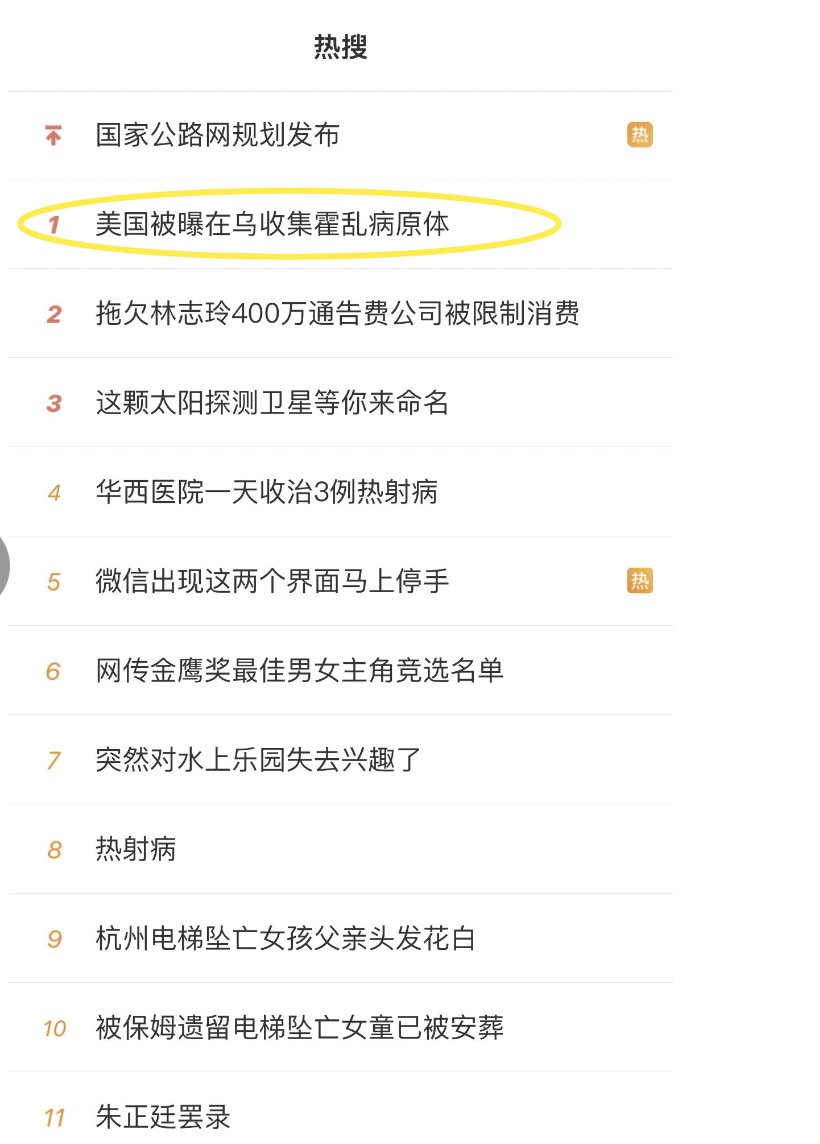 热搜
国家公路网规划发布 热
1 美国被曝在乌收集霍乱病原体
2 拖欠林志玲400万通告费公司被限制消费
3 这颗太阳探测卫星等你来命名
4 华西医院一天收治3例热射病
5 微信出现这两个界面马上停手 热
6 网传金鹰奖最佳男女主角竞选名单
7 突然对水上乐园失去兴趣了
8 热射病
9 杭州电梯坠亡女孩父亲头发花白
10 被保姆遗留电梯坠亡女童已被安葬
11 朱正廷罢录